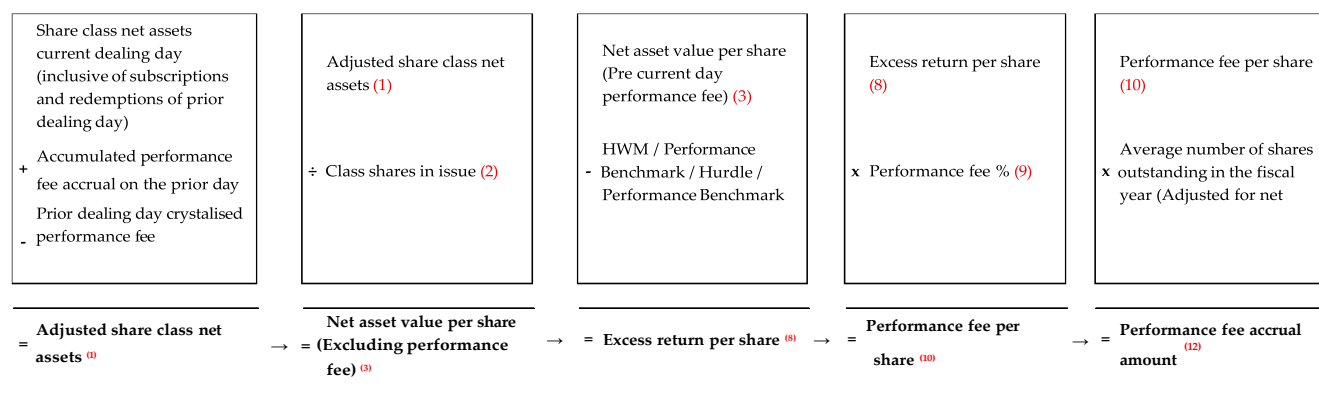 Share class net assets
current dealing day
(inclusive of subscriptions
and redemptions of prior
dealing day)
+ Accumulated performance
fee accrual on the prior day
Prior dealing day crystalised
- performance fee
= Adjusted share class net
assets (1)
→
Adjusted share class net
assets (1)
÷ Class shares in issue (2)
Net asset value per share
= (Excluding performance
fee) (3)
→
Net asset value per share
(Pre current day
performance fee) (3)
HWM / Performance
- Benchmark / Hurdle /
Performance Benchmark
= Excess return per share (8)
→
Excess return per share
(8)
x Performance fee % (9)
Performance fee per
=
share (10)
→
Performance fee per share
(10)
Average number of shares
x outstanding in the fiscal
year (Adjusted for net
= Performance fee accrual
amount (12)